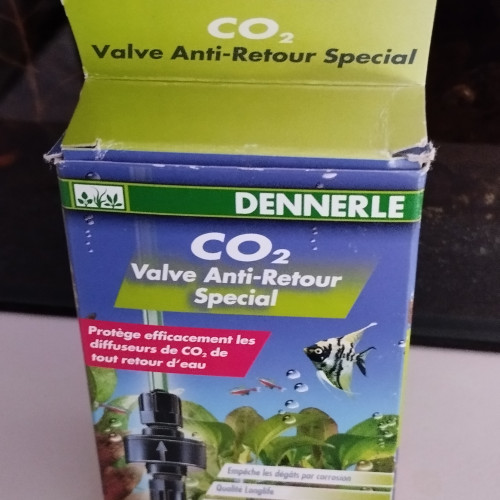 CO₂
Valve Anti-Retour Special
DENNERLE
CO₂
Valve Anti-Retour
Special
Protège efficacement les
diffuseurs de CO₂ de
tout retour d'eau
Empêche les dégâts par corrosion
Qualité Longlife